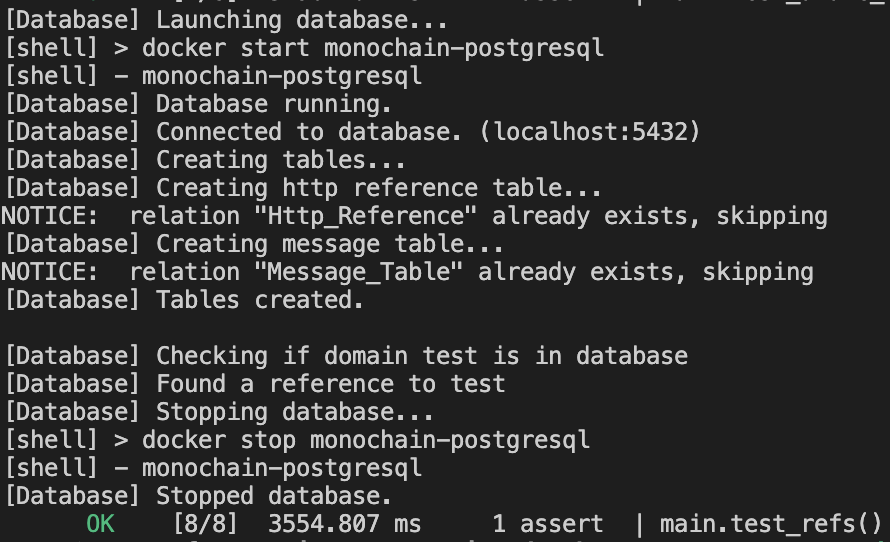 [Database] Launching database...
[shell] > docker start monochain-postgresql
[shell] - monochain-postgresql
[Database] Database running.
[Database] Connected to database. (localhost:5432)
[Database] Creating tables...
[Database] Creating http reference table...
NOTICE:  relation "Http_Reference" already exists, skipping
[Database] Creating message table...
NOTICE:  relation "Message_Table" already exists, skipping
[Database] Tables created.
[Database] Checking if domain test is in database
[Database] Found a reference to test
[Database] Stopping database...
[shell] > docker stop monochain-postgresql
[shell] - monochain-postgresql
[Database] Stopped database.
OK    [8/8]  3554.807 ms     1 assert  | main.test_refs()